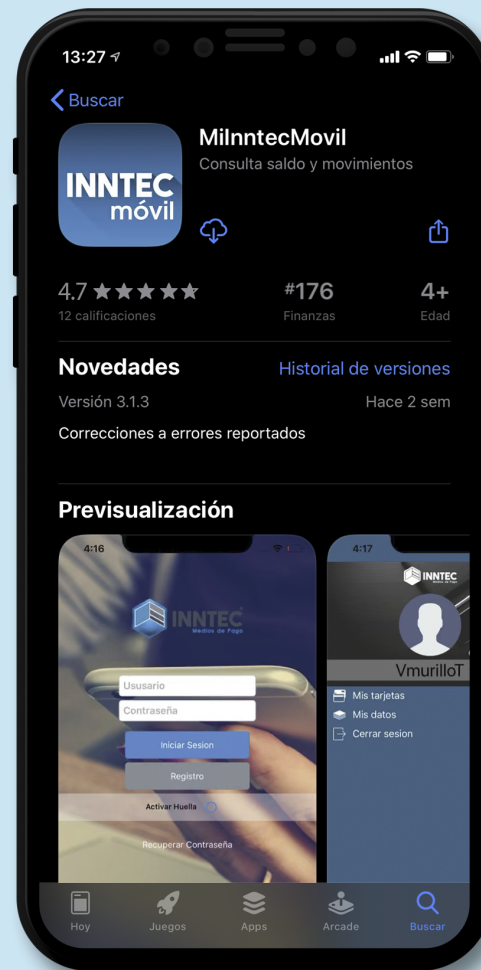 13:27
Buscar
INNTEC
móvil
MiInntecMovil
Consulta saldo y movimientos
4.7
#176
4+
12 calificaciones
Finanzas
Edad
Novedades
Historial de versiones
Versión 3.1.3
Hace 2 sem
Correcciones a errores reportados
Previsualización
4:16
INNTEC
Medios de Pago
Ususario
Contraseña
Iniciar Sesion
Registro
Activar Huella
Recuperar Contraseña
4:17
INNTEC
VmurilloT
Mis tarjetas
Mis datos
Cerrar sesion
Hoy
Juegos
Apps
Arcade
Buscar